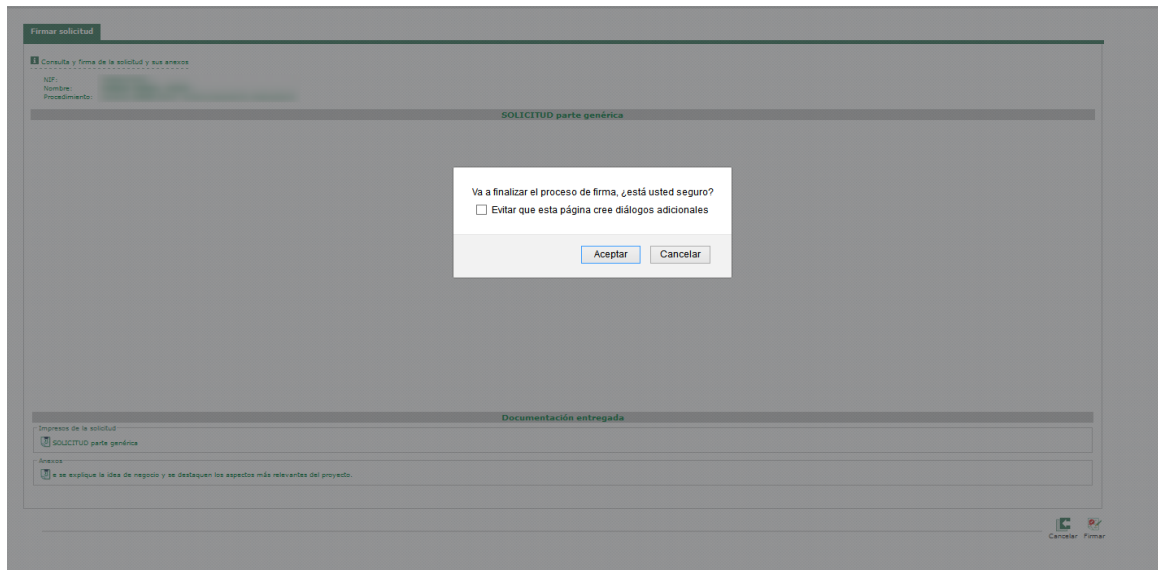 Firmar solicitud
Consulta y firma de la solicitud y sus anexos
NIF:
Nombre:
Procedimiento:
SOLICITUD parte genérica
Va a finalizar el proceso de firma, ¿está usted seguro?
Evitar que esta página cree diálogos adicionales
Aceptar Cancelar
Documentación entregada
Impresos de la solicitud
SOLICITUD parte genérica
Anexos
e se explique la idea de negocio y se destaquen los aspectos más relevantes del proyecto.
Cancelar Firmar